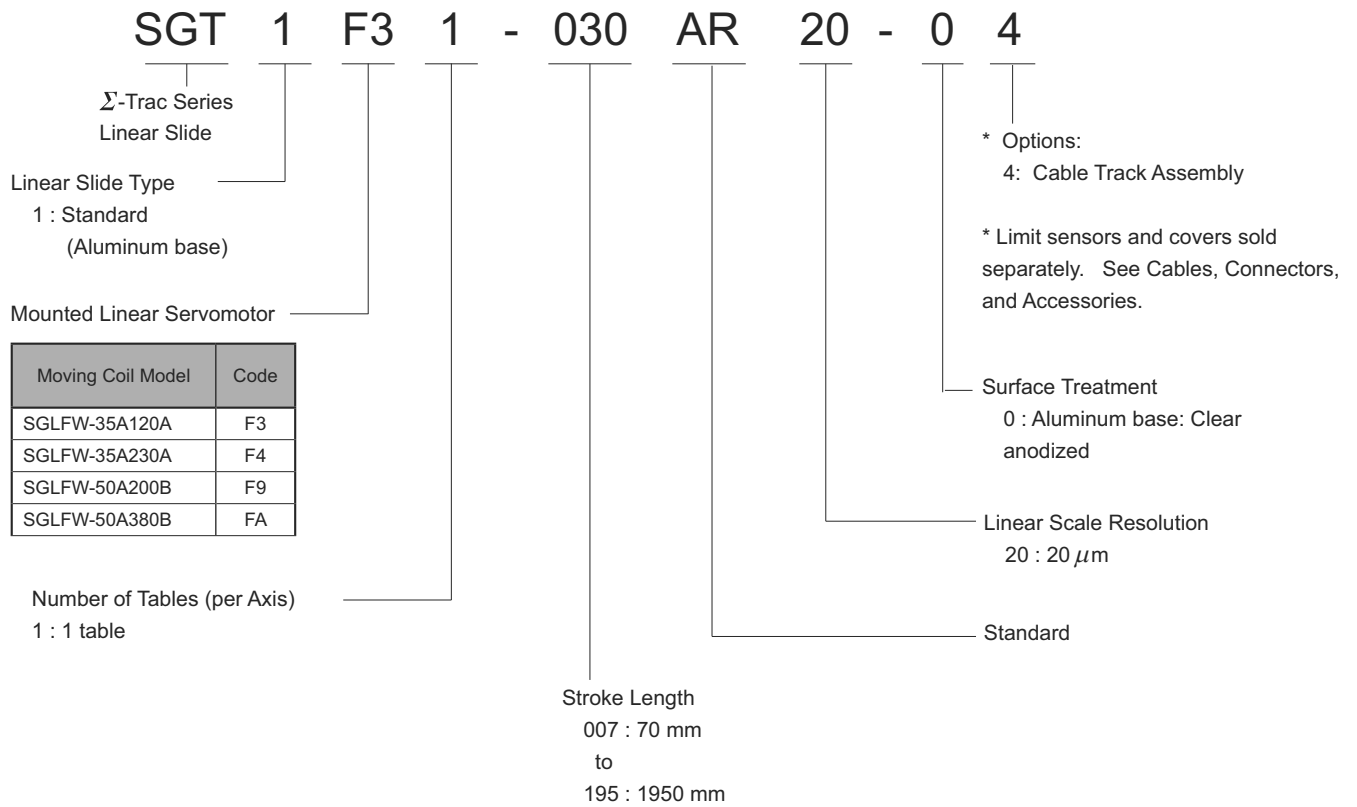 SGT 1 F3 1 - 030 AR 20 - 0 4
Σ-Trac Series
Linear Slide
Linear Slide Type
1 : Standard
(Aluminum base)
Mounted Linear Servomotor
Moving Coil Model Code
SGLFW-35A120A F3
SGLFW-35A230A F4
SGLFW-50A200B F9
SGLFW-50A380B FA
Number of Tables (per Axis)
1 : 1 table
Stroke Length
007 : 70 mm
to
195 : 1950 mm
* Options:
4: Cable Track Assembly
* Limit sensors and covers sold
separately. See Cables, Connectors,
and Accessories.
Surface Treatment
0 : Aluminum base: Clear
anodized
Linear Scale Resolution
20 : 20 μm
Standard